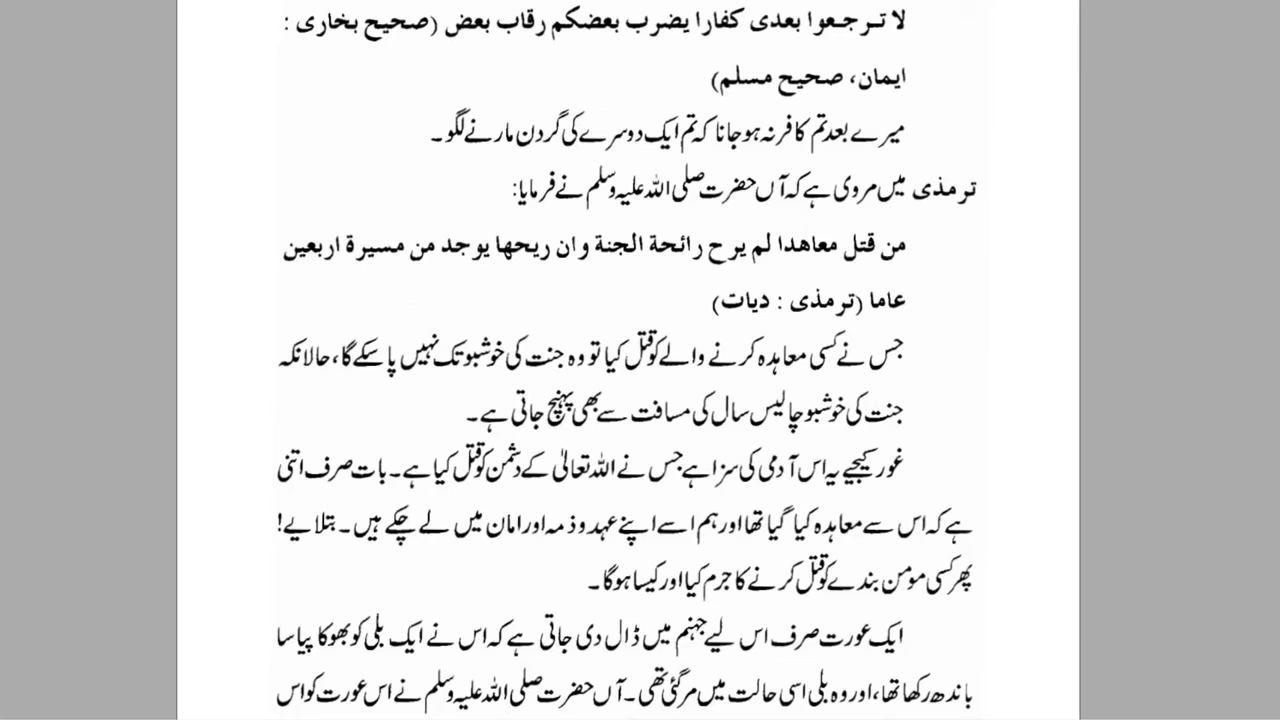 لا تـر جـعوا بعدی کفارا یضرب بعضکم رقاب بعض (صحیح بخاری :
ایمان، صحیح مسلم)
میرے بعد تم کافر نہ ہو جانا کہ تم ایک دوسرے کی گردن مارنے لگو۔
ترمذی میں مروی ہے کہ آں حضرت صلی اللہ علیہ وسلم نے فرمایا:
من قتل معاهدا لم یرح رائحة الجنة وان ریحها یوجد من مسیرة اربعین
عاما (ترمذی : دیات)
جس نے کسی معاہدہ کرنے والے کو قتل کیا تو وہ جنت کی خوشبو تک نہیں پا سکے گا، حالانکہ
جنت کی خوشبو چالیس سال کی مسافت سے بھی پہنچ جاتی ہے۔
غور کیجیے یہ اس آدمی کی سزا ہے جس نے اللہ تعالیٰ کے دشمن کو قتل کیا ہے۔ بات صرف اتنی
ہے کہ اس سے معاہدہ کیا گیا تھا اور ہم اسے اپنے عہد و ذمہ اور امان میں لے چکے ہیں۔ بتلایے!
پھر کسی مومن بندے کو قتل کرنے کا جرم کیا اور کیسا ہوگا۔
ایک عورت صرف اس لیے جہنم میں ڈال دی جاتی ہے کہ اس نے ایک بلی کو بھوکا پیاسا
باندھ رکھا تھا، اور وہ بلی اسی حالت میں مرگئی تھی۔ آں حضرت صلی اللہ علیہ وسلم نے اس عورت کو اس